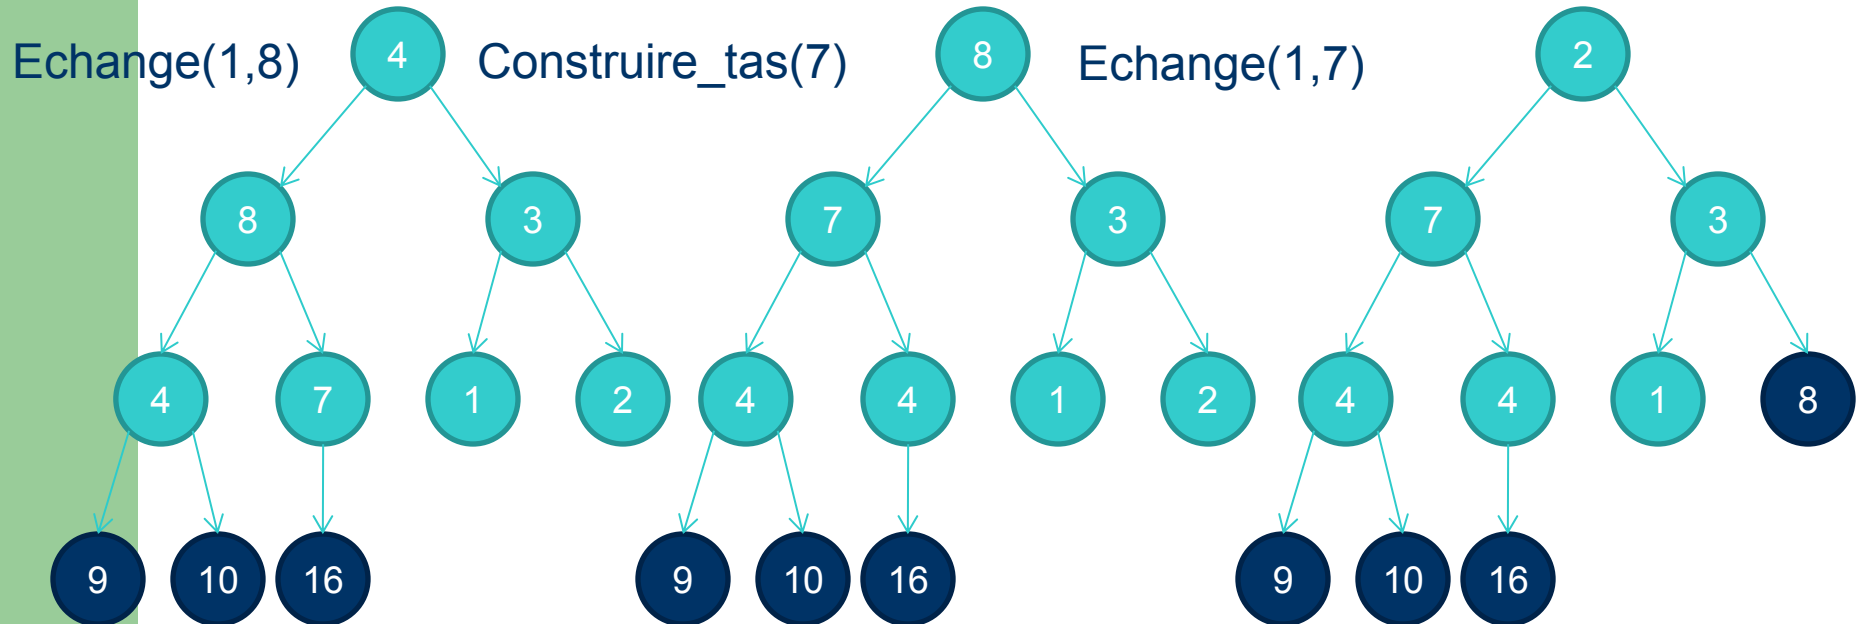 Echange(1,8) 4 Construire_tas(7) 8 Echange(1,7) 2
8 3 7 3 7 3
4 7 1 2 4 4 1 2 4 4 1 8
9 10 16 9 10 16 9 10 16